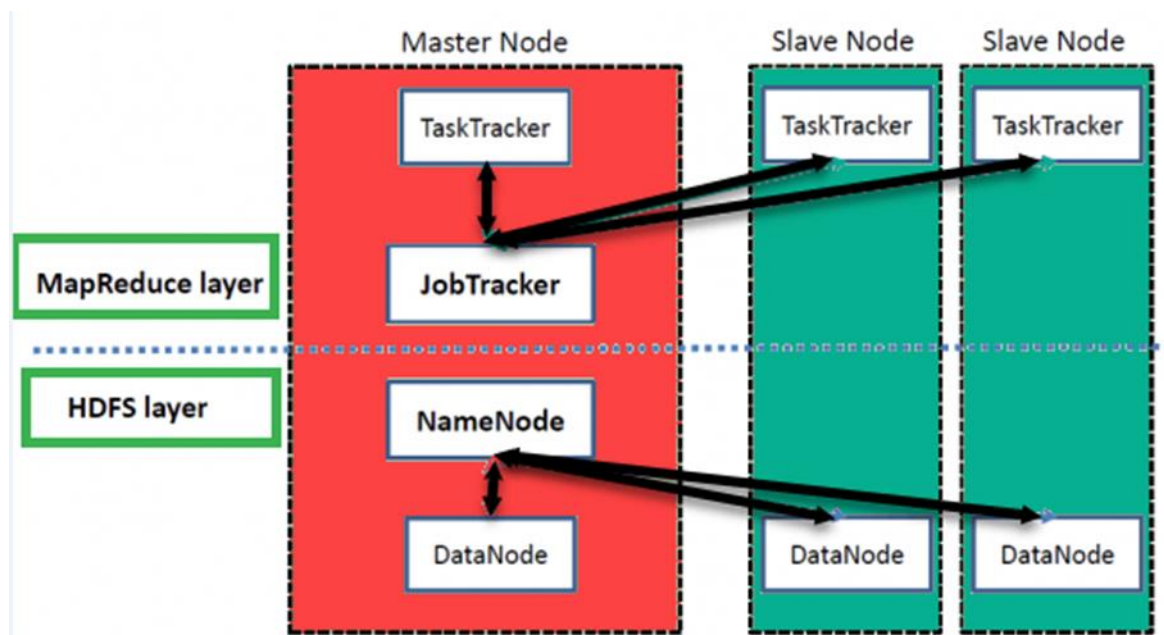 Master Node
Slave Node
Slave Node
TaskTracker
TaskTracker
TaskTracker
MapReduce layer
JobTracker
HDFS layer
NameNode
DataNode
DataNode
DataNode